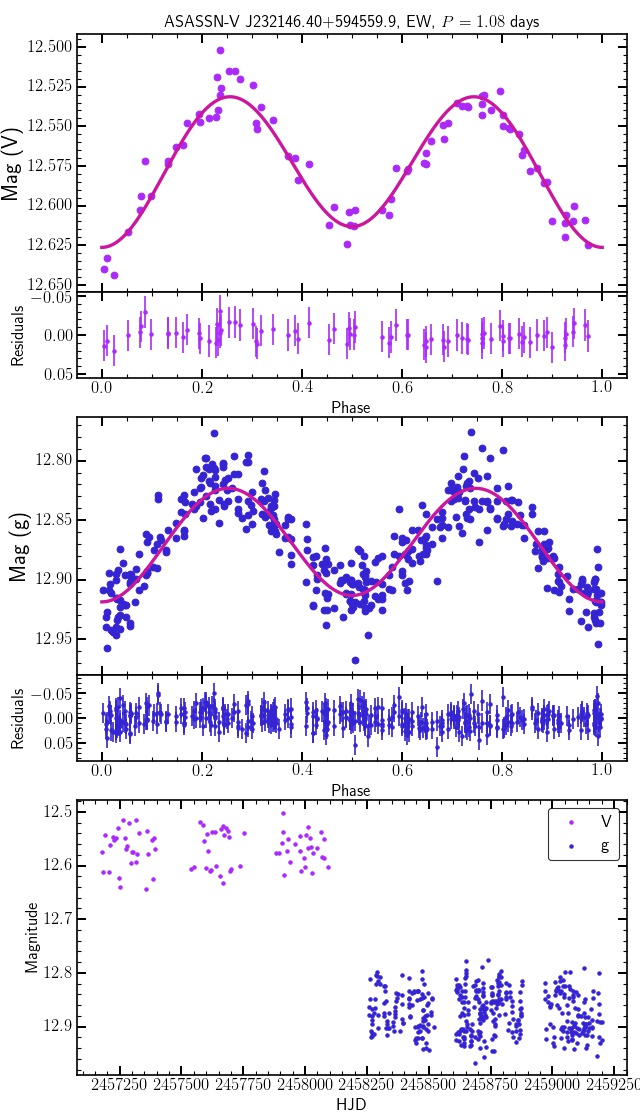 ASASSN-V J232146.40+594559.9, EW, P = 1.08 days
12.500
12.525
12.550
12.575
12.600
12.625
12.650
Mag (V)
−0.05
0.00
0.05
Residuals
0.0 0.2 0.4 0.6 0.8 1.0
Phase
12.80
12.85
12.90
12.95
Mag (g)
−0.05
0.00
0.05
Residuals
0.0 0.2 0.4 0.6 0.8 1.0
Phase
12.5
12.6
12.7
12.8
12.9
Magnitude
V
g
2457250 2457500 2457750 2458000 2458250 2458500 2458750 2459000 2459250
HJD